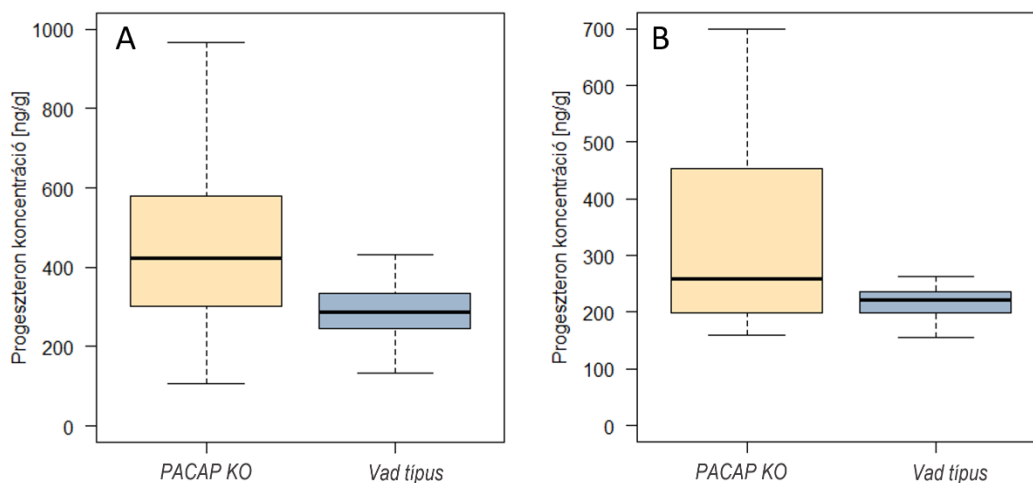 A
Progeszteron koncentráció [ng/g]
1000
800
600
400
200
0
PACAP KO
Vad típus
B
Progeszteron koncentráció [ng/g]
700
600
500
400
300
200
100
0
PACAP KO
Vad típus